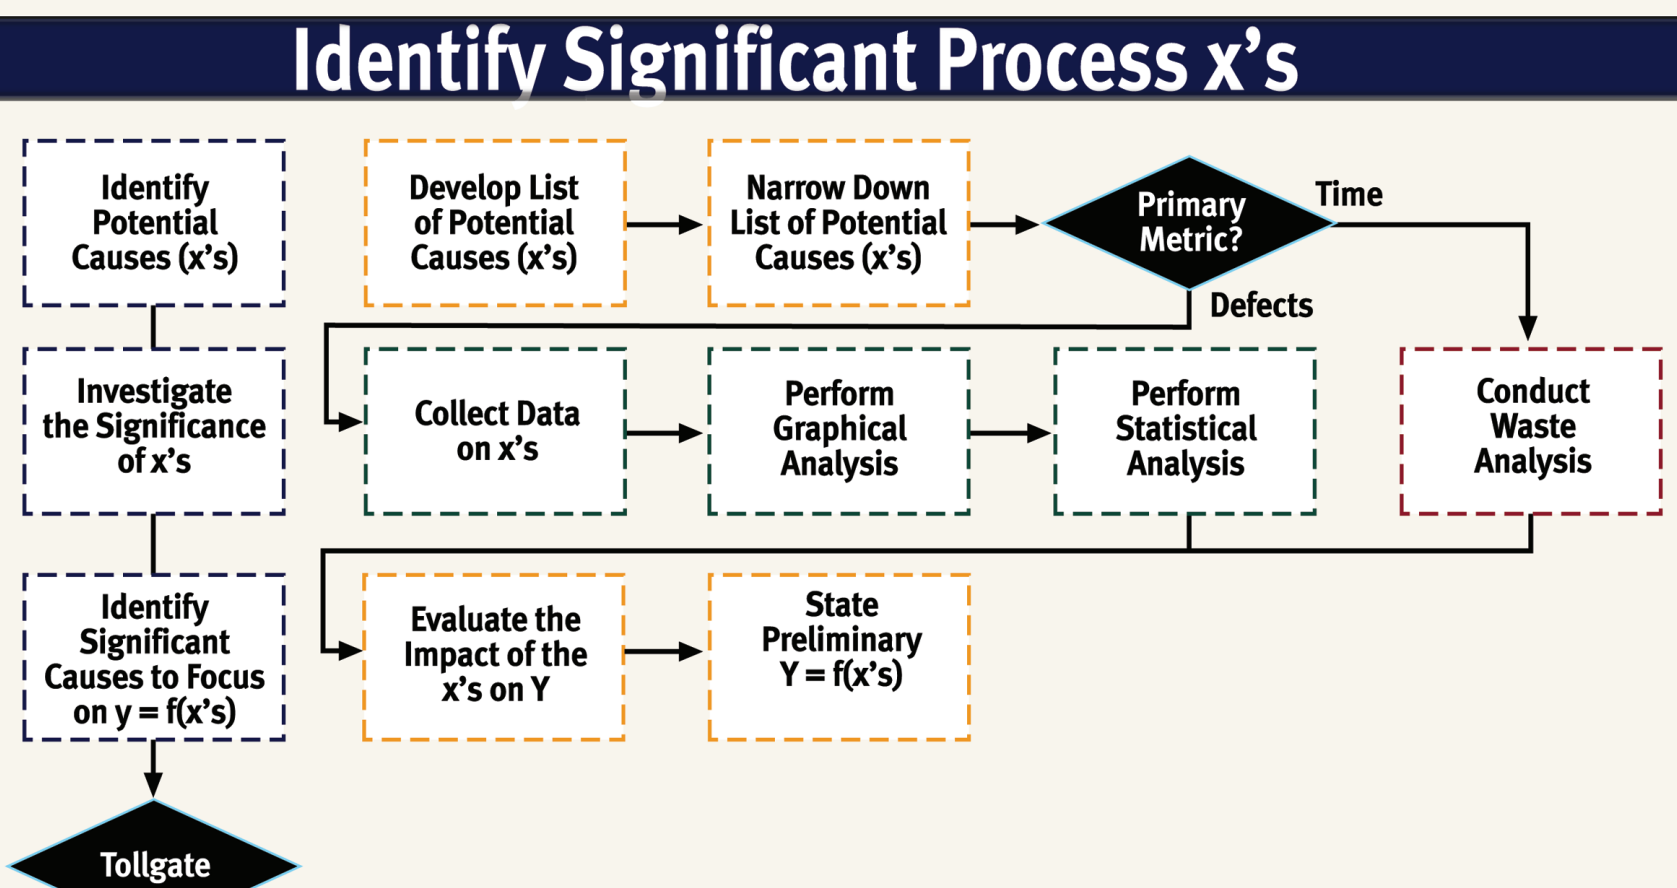 Identify Significant Process x's
Identify
Potential
Causes (x's)
Develop List
of Potential
Causes (x's)
Narrow Down
List of Potential
Causes (x's)
Primary
Metric?
Time
Defects
Investigate
the Significance
of x's
Collect Data
on x's
Perform
Graphical
Analysis
Perform
Statistical
Analysis
Conduct
Waste
Analysis
Identify
Significant
Causes to Focus
on y = f(x's)
Evaluate the
Impact of the
x's on Y
State
Preliminary
Y = f(x's)
Tollgate